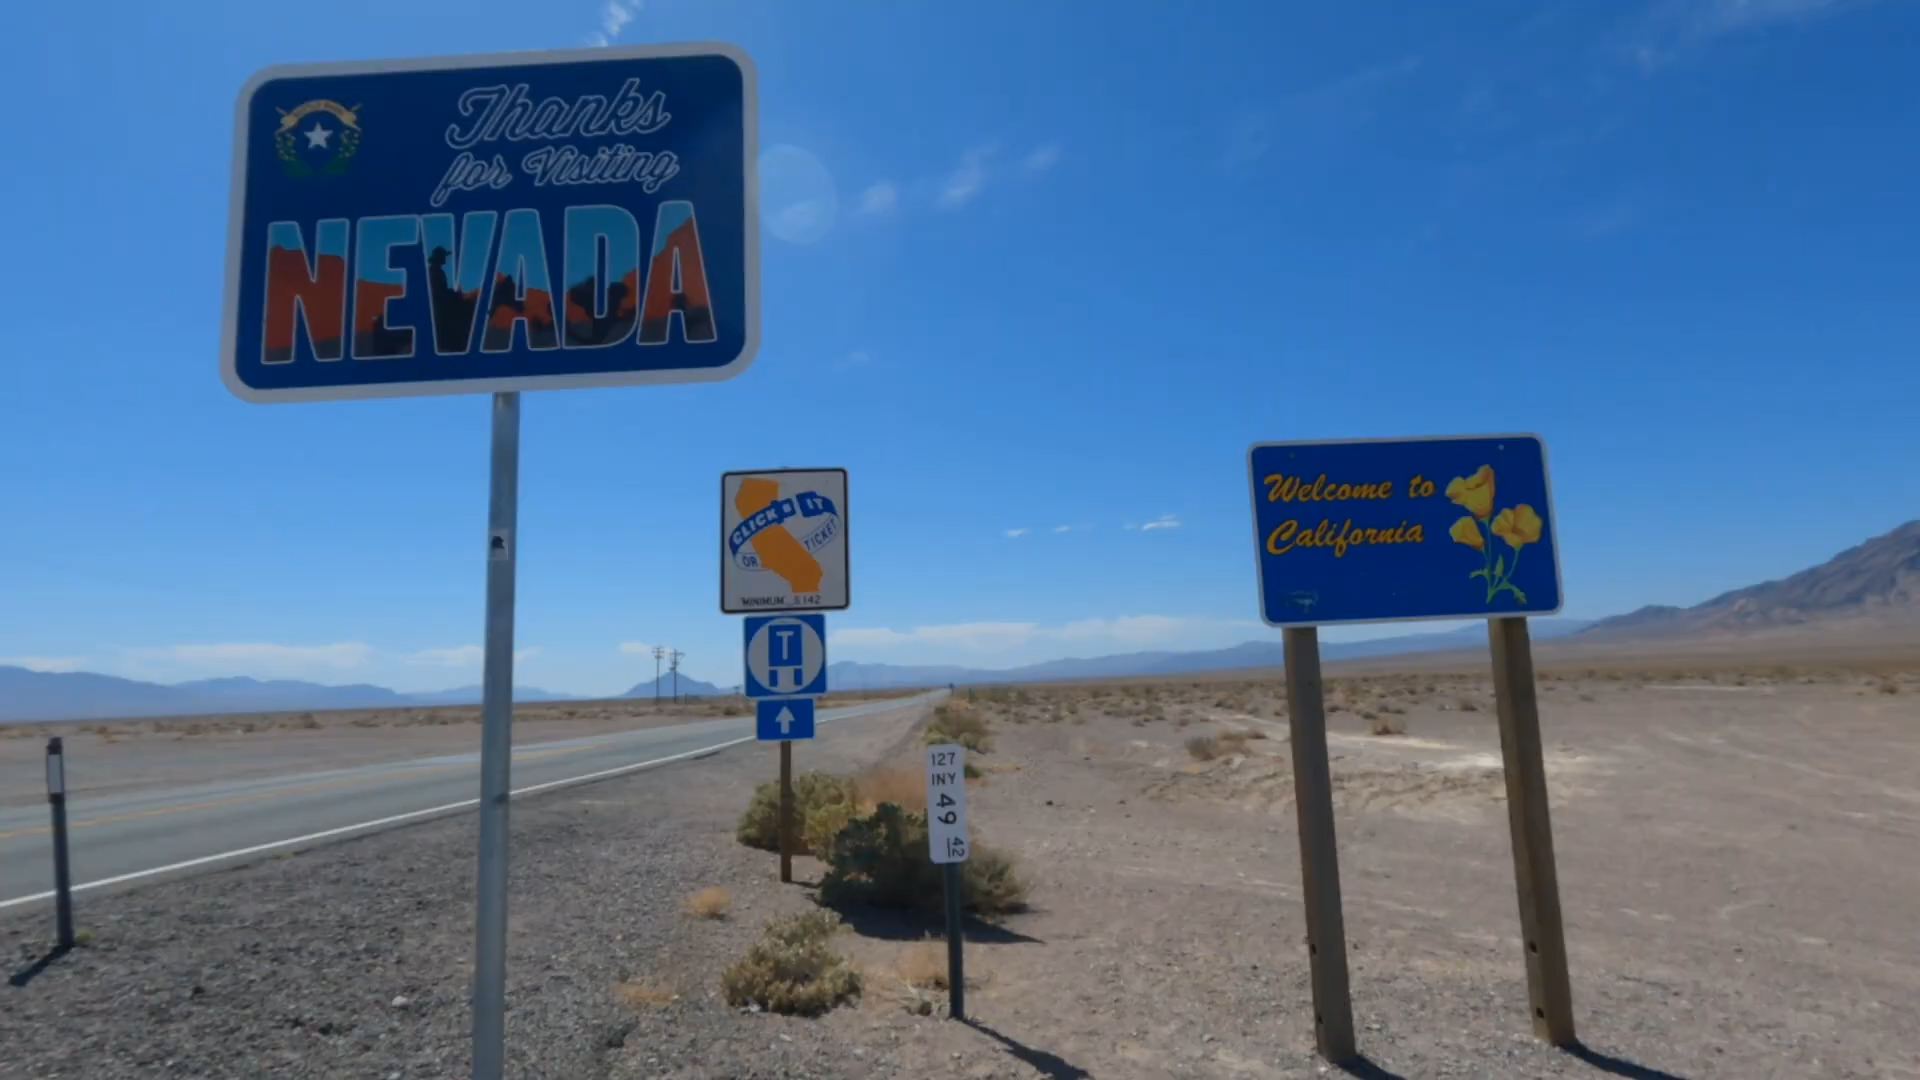 Thanks
for Visiting
NEVADA
CLICK IT
OR TICKET
MINIMUM $142
T
Welcome to
California
127
INY
49
42